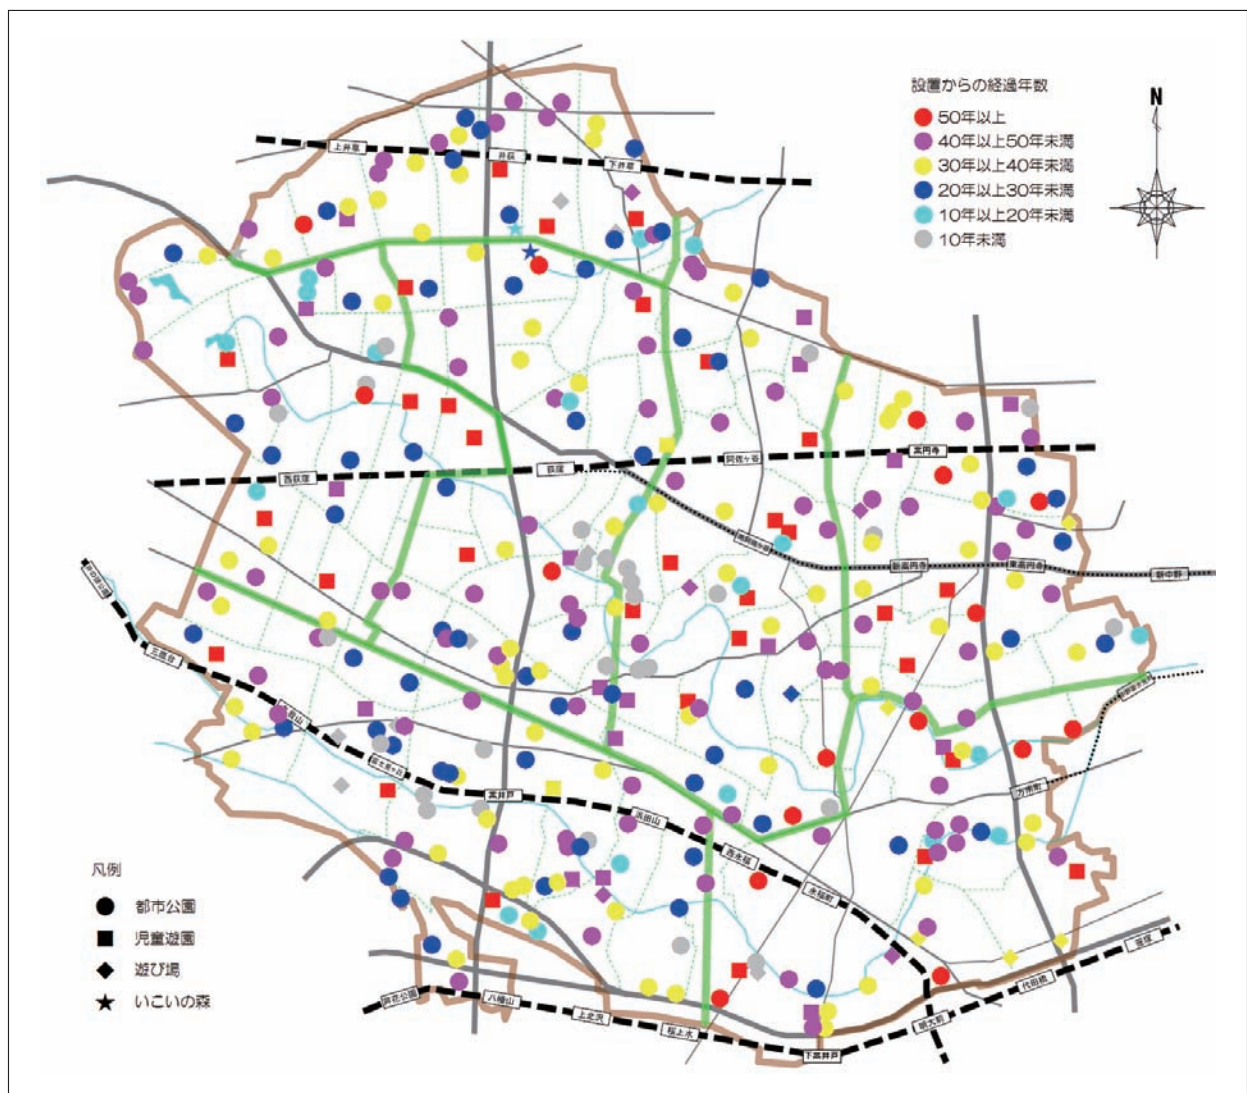 設置からの経過年数
N
50年以上
40年以上50年未満
30年以上40年未満
20年以上30年未満
10年以上20年未満
10年未満
上井草
井荻
下井草
西荻窪
荻窪
阿佐ヶ谷
高円寺
南阿佐ヶ谷
新高円寺
東高円寺
新中野
井の頭公園
三鷹台
久我山
富士見ヶ丘
高井戸
浜田山
西永福
永福町
方南町
笹塚
代田橋
明大前
芦花公園
八幡山
上北沢
桜上水
下高井戸
凡例
都市公園
児童遊園
遊び場
いこいの森